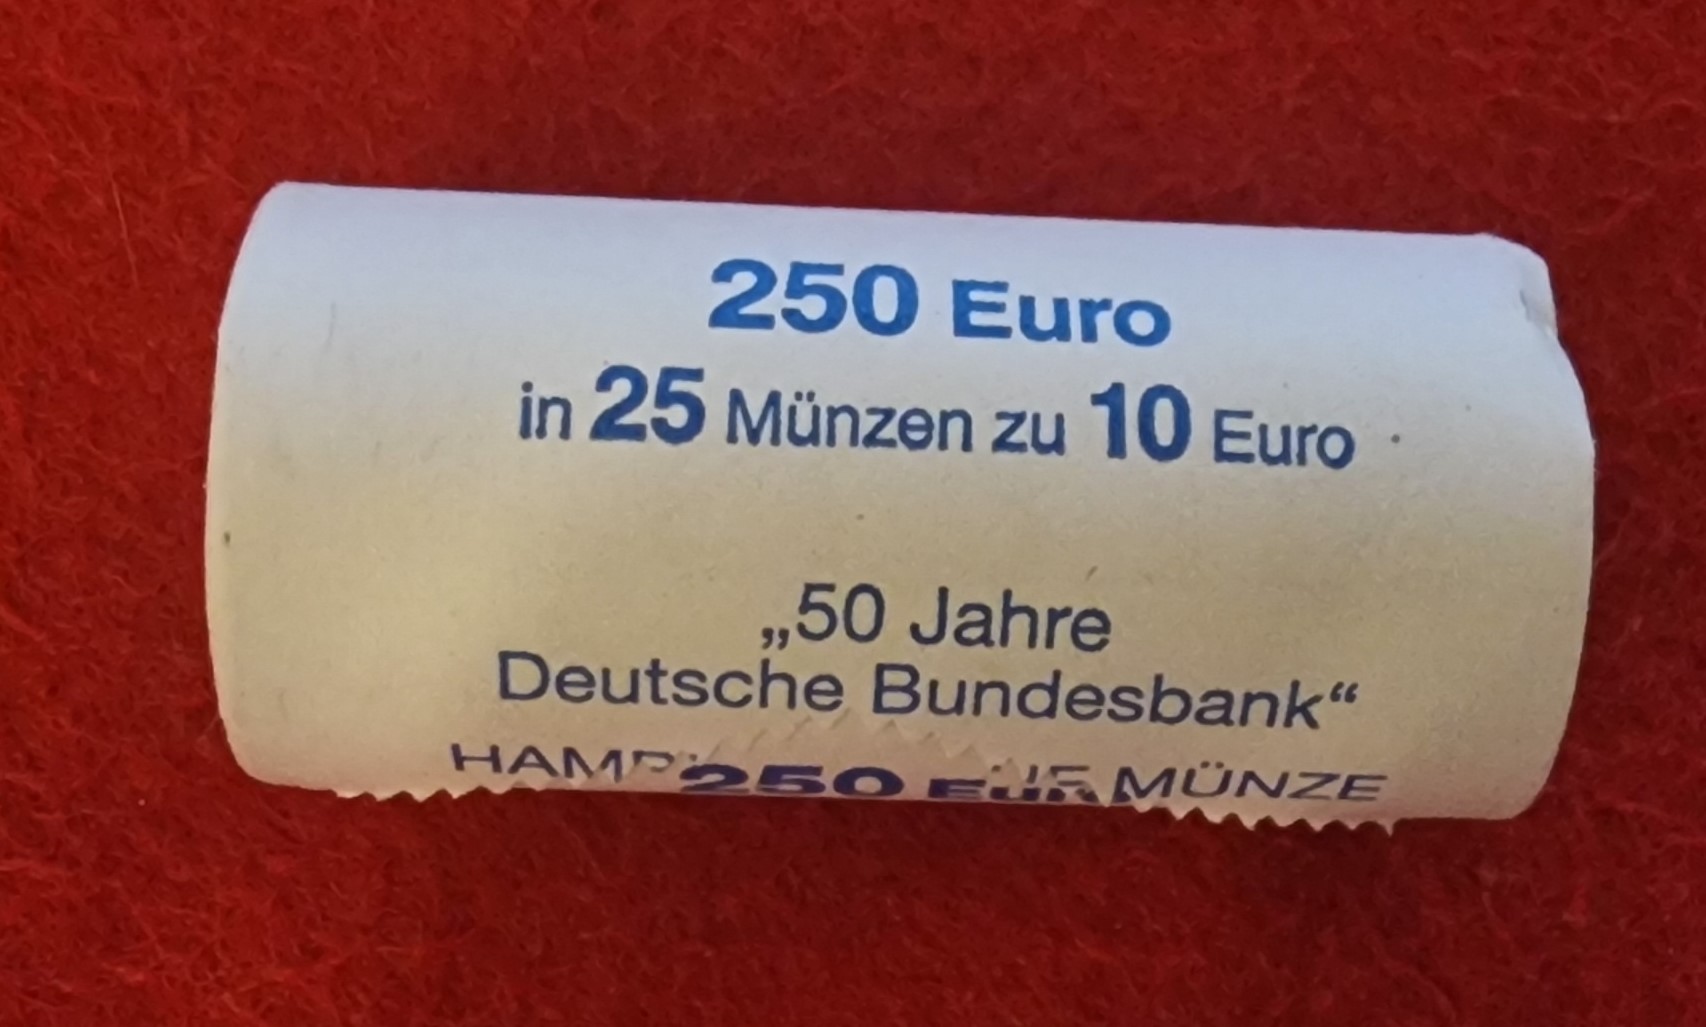 250 Euro
in 25 Münzen zu 10 Euro
„50 Jahre
Deutsche Bundesbank“
MÜNZE
250